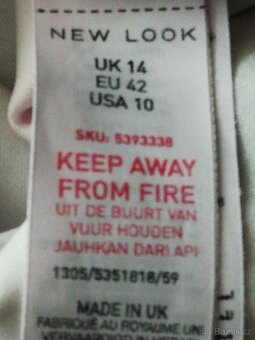 NEW LOOK
UK 14
EU 42
USA 10
SKU: 5393338
KEEP AWAY
FROM FIRE
UIT DE BUURT VAN
VUUR HOUDEN
JAUHKAN DARI API
1305/5351818/59
MADE IN UK
FABRIQUÉ AU ROYAUME UNI